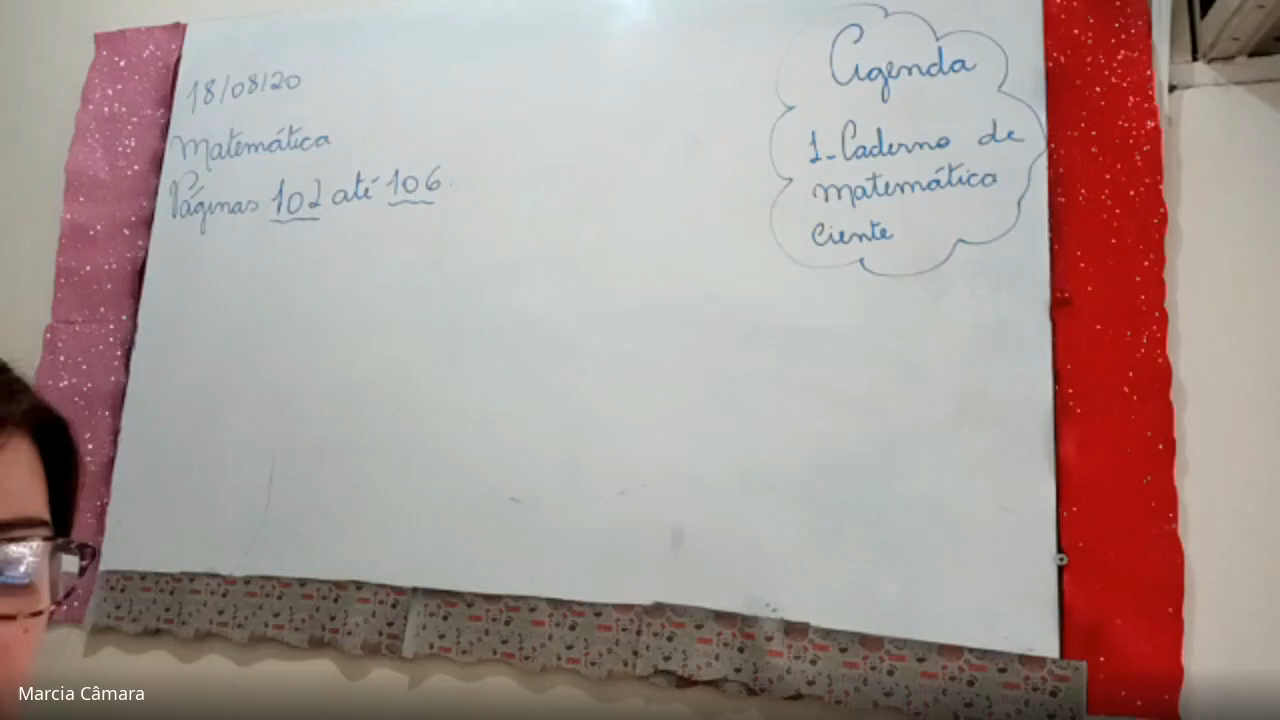 18/08/20
Matemática
Páginas 102 até 106.
Agenda
1-Caderno de
matemática
Ciente
Marcia Câmara